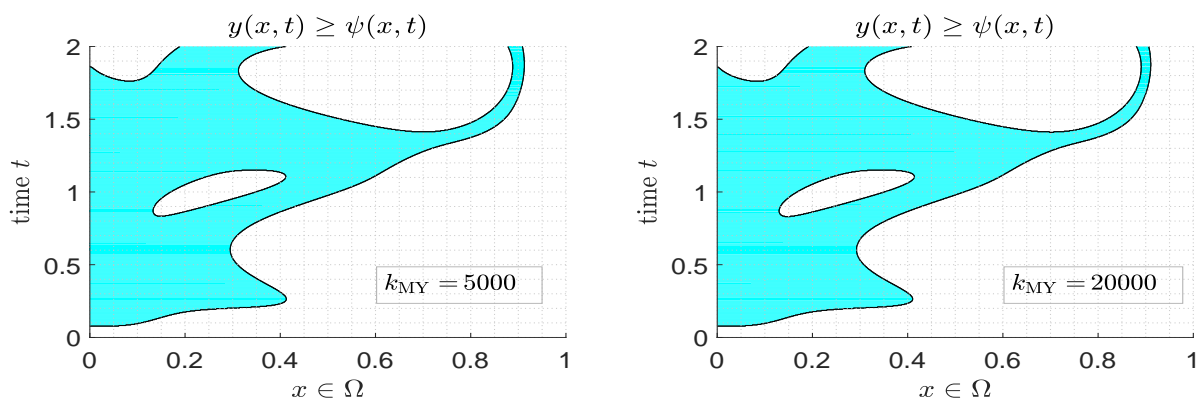 y(x, t) ≥ ψ(x, t)
2
1.5
1
0.5
0
time t
k_MY = 5000
0 0.2 0.4 0.6 0.8 1
x ∈ Ω
y(x, t) ≥ ψ(x, t)
2
1.5
1
0.5
0
time t
k_MY = 20000
0 0.2 0.4 0.6 0.8 1
x ∈ Ω